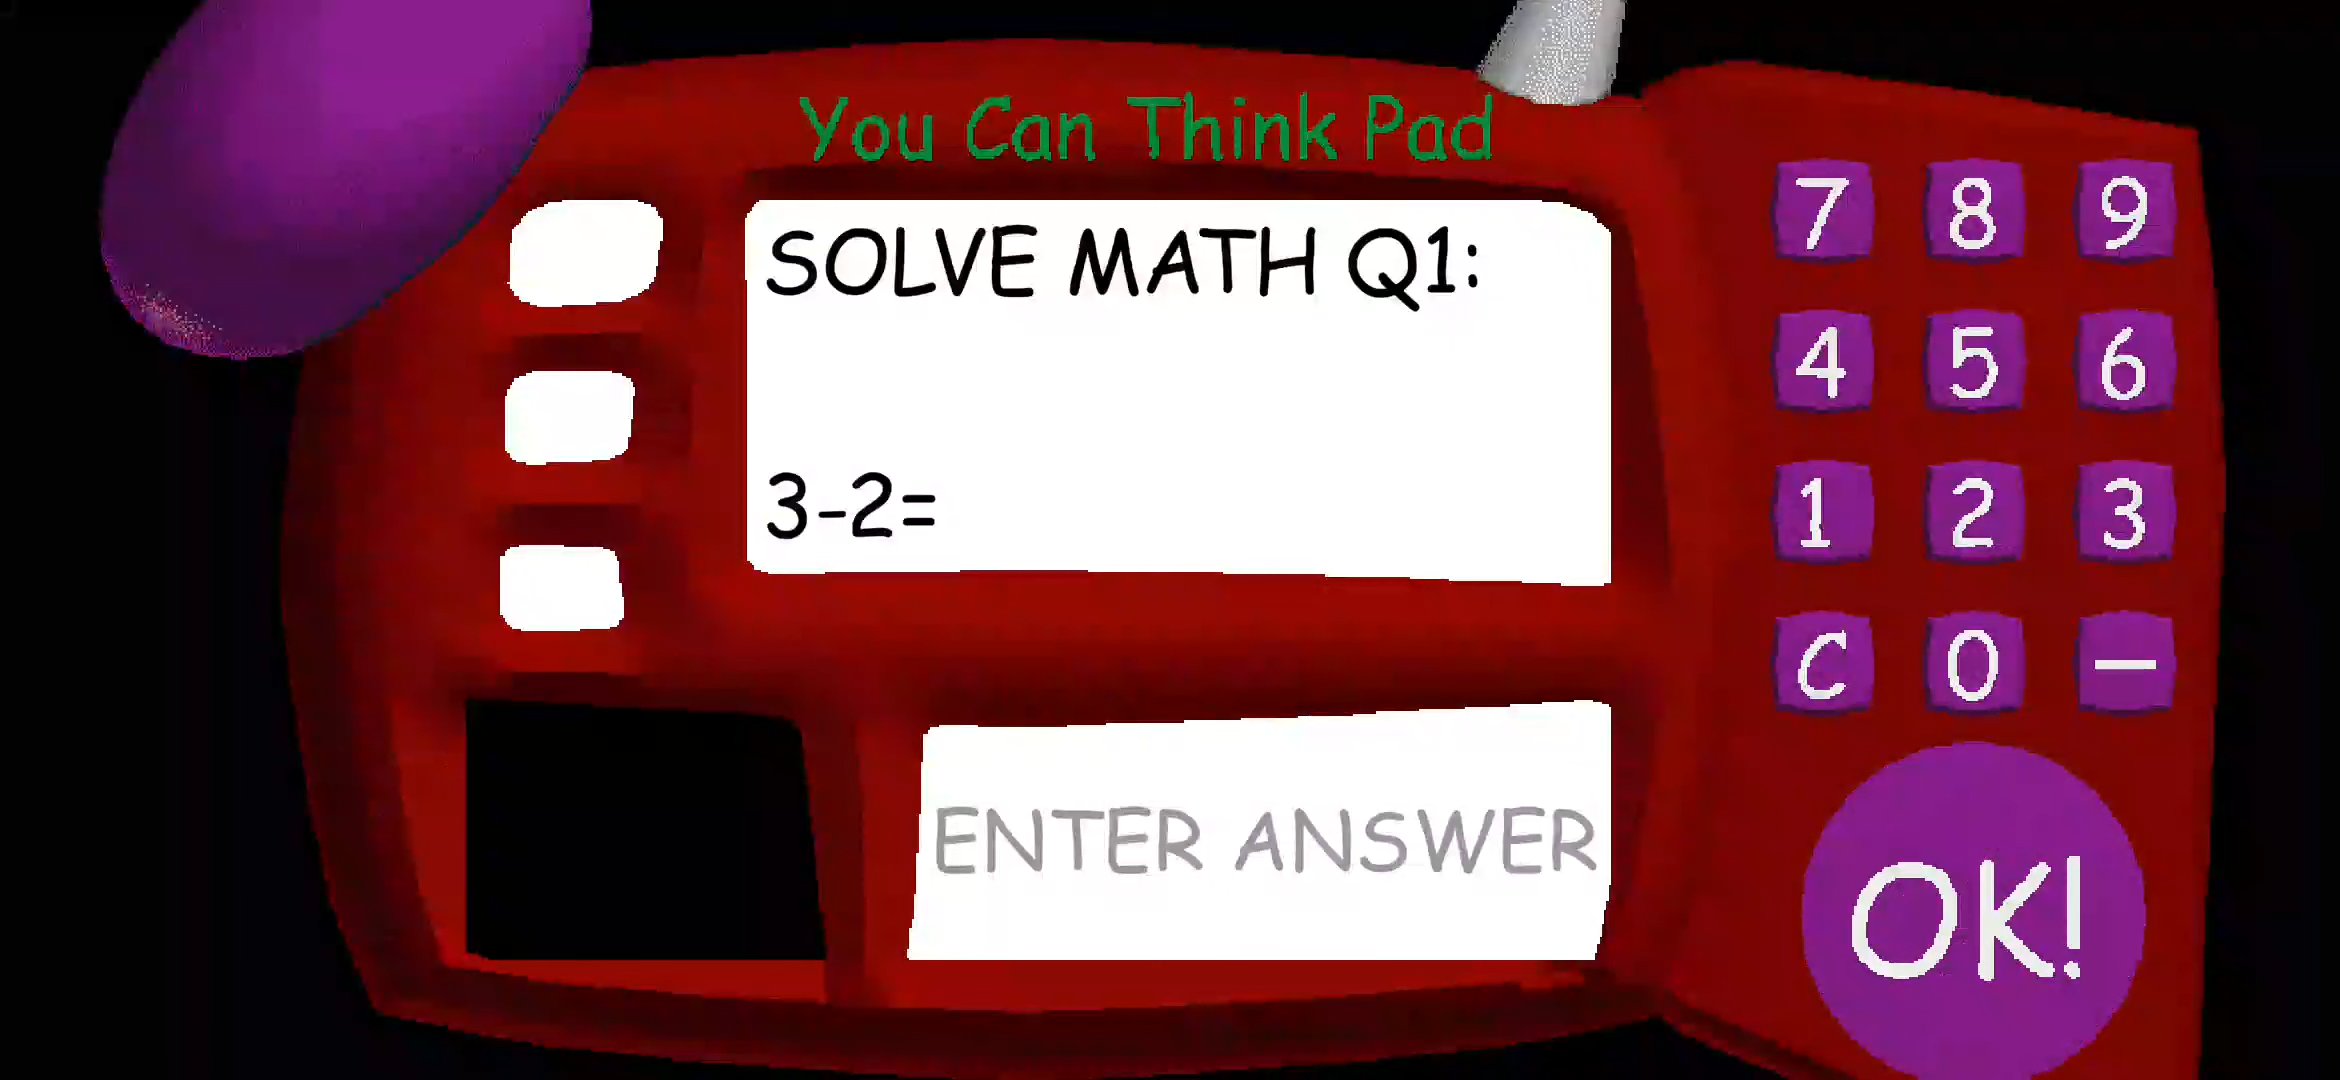 You Can Think Pad
SOLVE MATH Q1:
3-2=
ENTER ANSWER
7 8 9
4 5 6
1 2 3
C 0 —
OK!